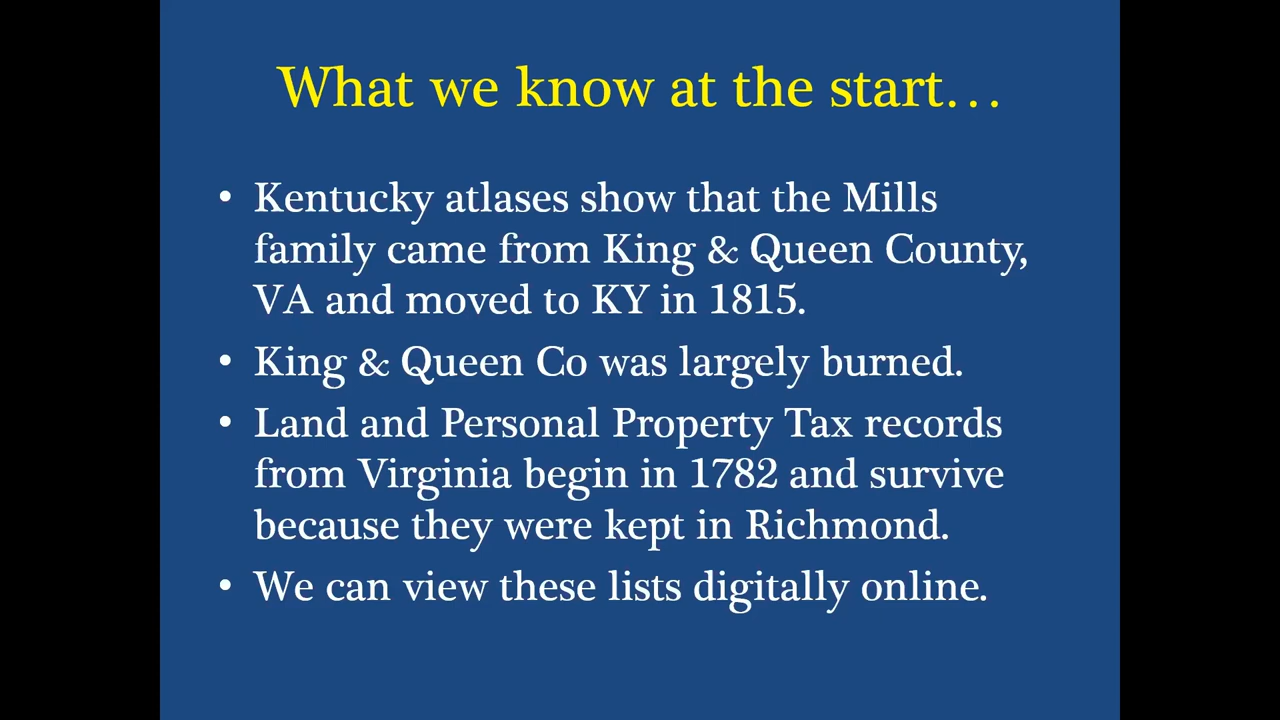 What we know at the start...
• Kentucky atlases show that the Mills
family came from King & Queen County,
VA and moved to KY in 1815.
• King & Queen Co was largely burned.
• Land and Personal Property Tax records
from Virginia begin in 1782 and survive
because they were kept in Richmond.
• We can view these lists digitally online.